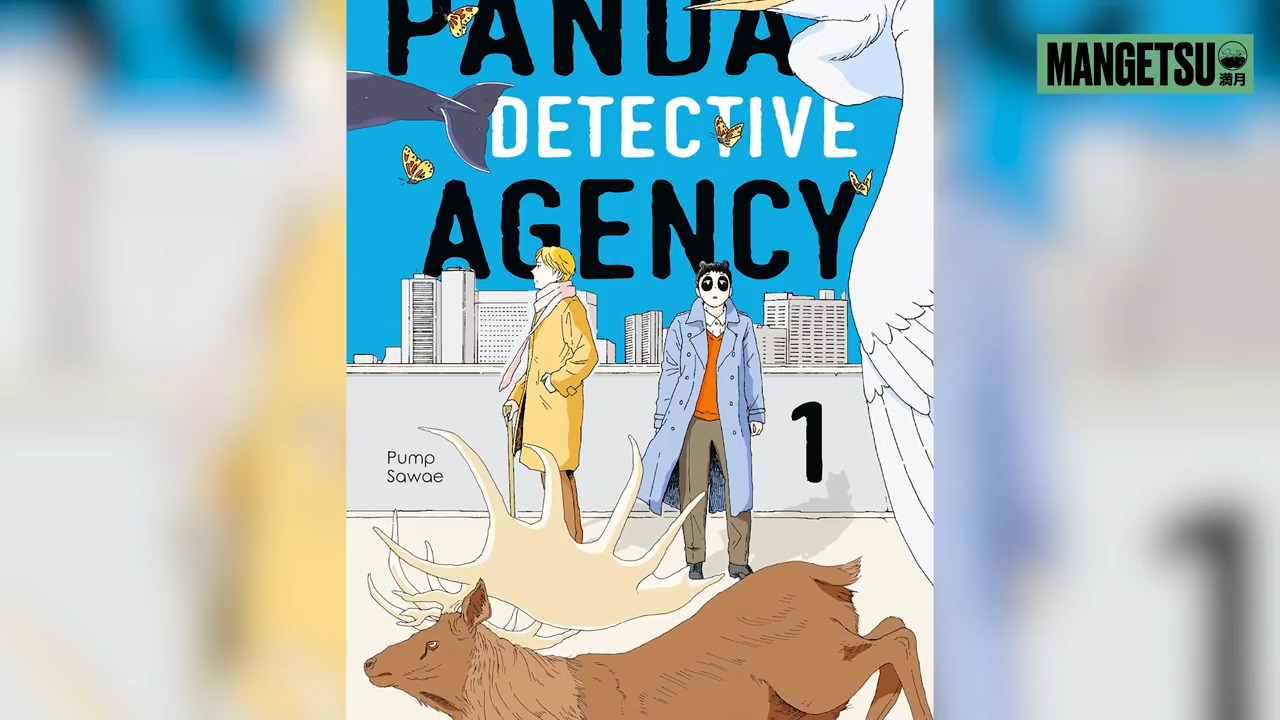 PANDA
DETECTIVE
AGENCY
1
Pump
Sawae
MANGETSU
満月